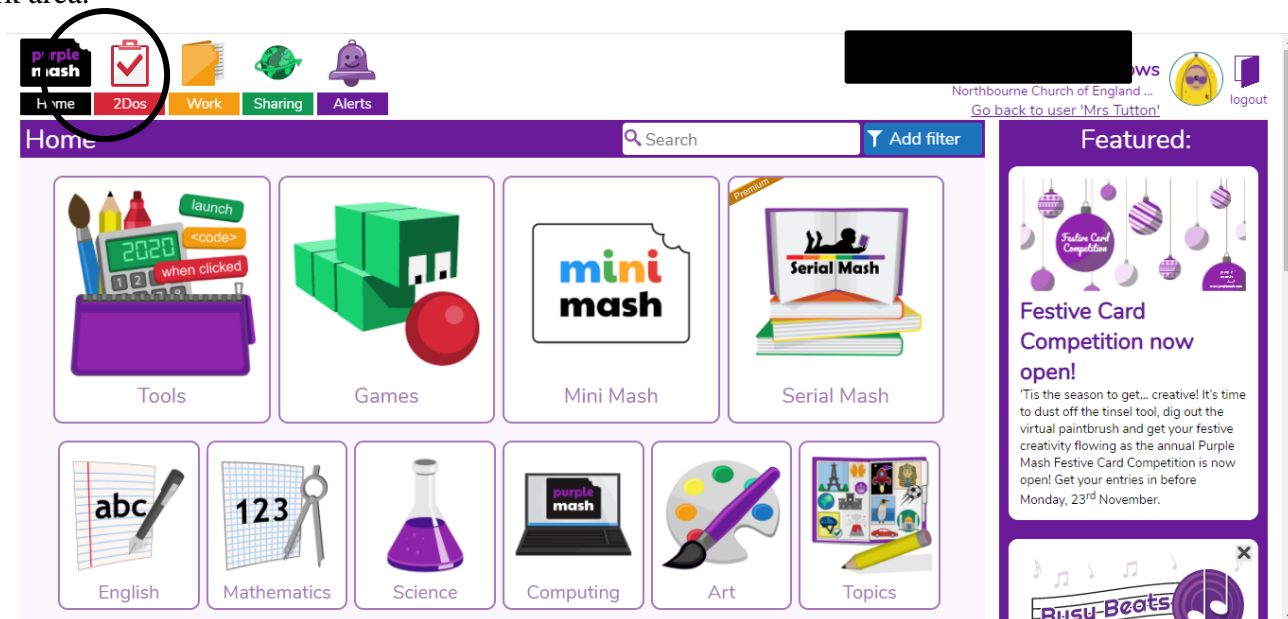 rk area.
purple
mash
Home 2Dos Work Sharing Alerts
ows
Northbourne Church of England ...
Go back to user 'Mrs Tutton'
logout
Home
Search
Add filter
Featured:
launch
<code>
when clicked
2020
1 2
Tools
Games
mini
mash
Mini Mash
Premium
Serial Mash
Serial Mash
Festive Card
Competition
Festive Card
Competition now
open!
'Tis the season to get... creative! It's time
to dust off the tinsel tool, dig out the
virtual paintbrush and get your festive
creativity flowing as the annual Purple
Mash Festive Card Competition is now
open! Get your entries in before
Monday, 23rd November.
abc
English
123
Mathematics
Science
purple
mash
Computing
Art
Topics
Busy Beats